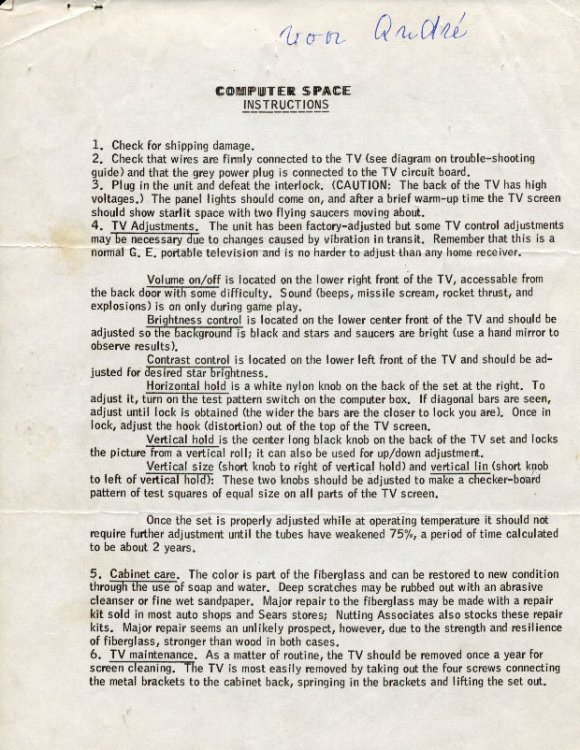 voor André
COMPUTER SPACE
INSTRUCTIONS
1. Check for shipping damage.
2. Check that wires are firmly connected to the TV (see diagram on trouble-shooting
guide) and that the grey power plug is connected to the TV circuit board.
3. Plug in the unit and defeat the interlock. (CAUTION: The back of the TV has high
voltages.) The panel lights should come on, and after a brief warm-up time the TV screen
should show starlit space with two flying saucers moving about.
4. TV Adjustments. The unit has been factory-adjusted but some TV control adjustments
may be necessary due to changes caused by vibration in transit. Remember that this is a
normal G. E. portable television and is no harder to adjust than any home receiver.
Volume on/off is located on the lower right front of the TV, accessable from
the back door with some difficulty. Sound (beeps, missile scream, rocket thrust, and
explosions) is on only during game play.
Brightness control is located on the lower center front of the TV and should be
adjusted so the background is black and stars and saucers are bright (use a hand mirror to
observe results).
Contrast control is located on the lower left front of the TV and should be ad-
justed for desired star brightness.
Horizontal hold is a white nylon knob on the back of the set at the right. To
adjust it, turn on the test pattern switch on the computer box. If diagonal bars are seen,
adjust until lock is obtained (the wider the bars are the closer to lock you are). Once in
lock, adjust the hook (distortion) out of the top of the TV screen.
Vertical hold is the center long black knob on the back of the TV set and locks
the picture from a vertical roll; it can also be used for up/down adjustment.
Vertical size (short knob to right of vertical hold) and vertical lin (short knob
to left of vertical hold): These two knobs should be adjusted to make a checker-board
pattern of test squares of equal size on all parts of the TV screen.
Once the set is properly adjusted while at operating temperature it should not
require further adjustment until the tubes have weakened 75%, a period of time calculated
to be about 2 years.
5. Cabinet care. The color is part of the fiberglass and can be restored to new condition
through the use of soap and water. Deep scratches may be rubbed out with an abrasive
cleanser or fine wet sandpaper. Major repair to the fiberglass may be made with a repair
kit sold in most auto shops and Sears stores; Nutting Associates also stocks these repair
kits. Major repair seems an unlikely prospect, however, due to the strength and resilience
of fiberglass, stronger than wood in both cases.
6. TV maintenance. As a matter of routine, the TV should be removed once a year for
screen cleaning. The TV is most easily removed by taking out the four screws connecting
the metal brackets to the cabinet back, springing in the brackets and lifting the set out.